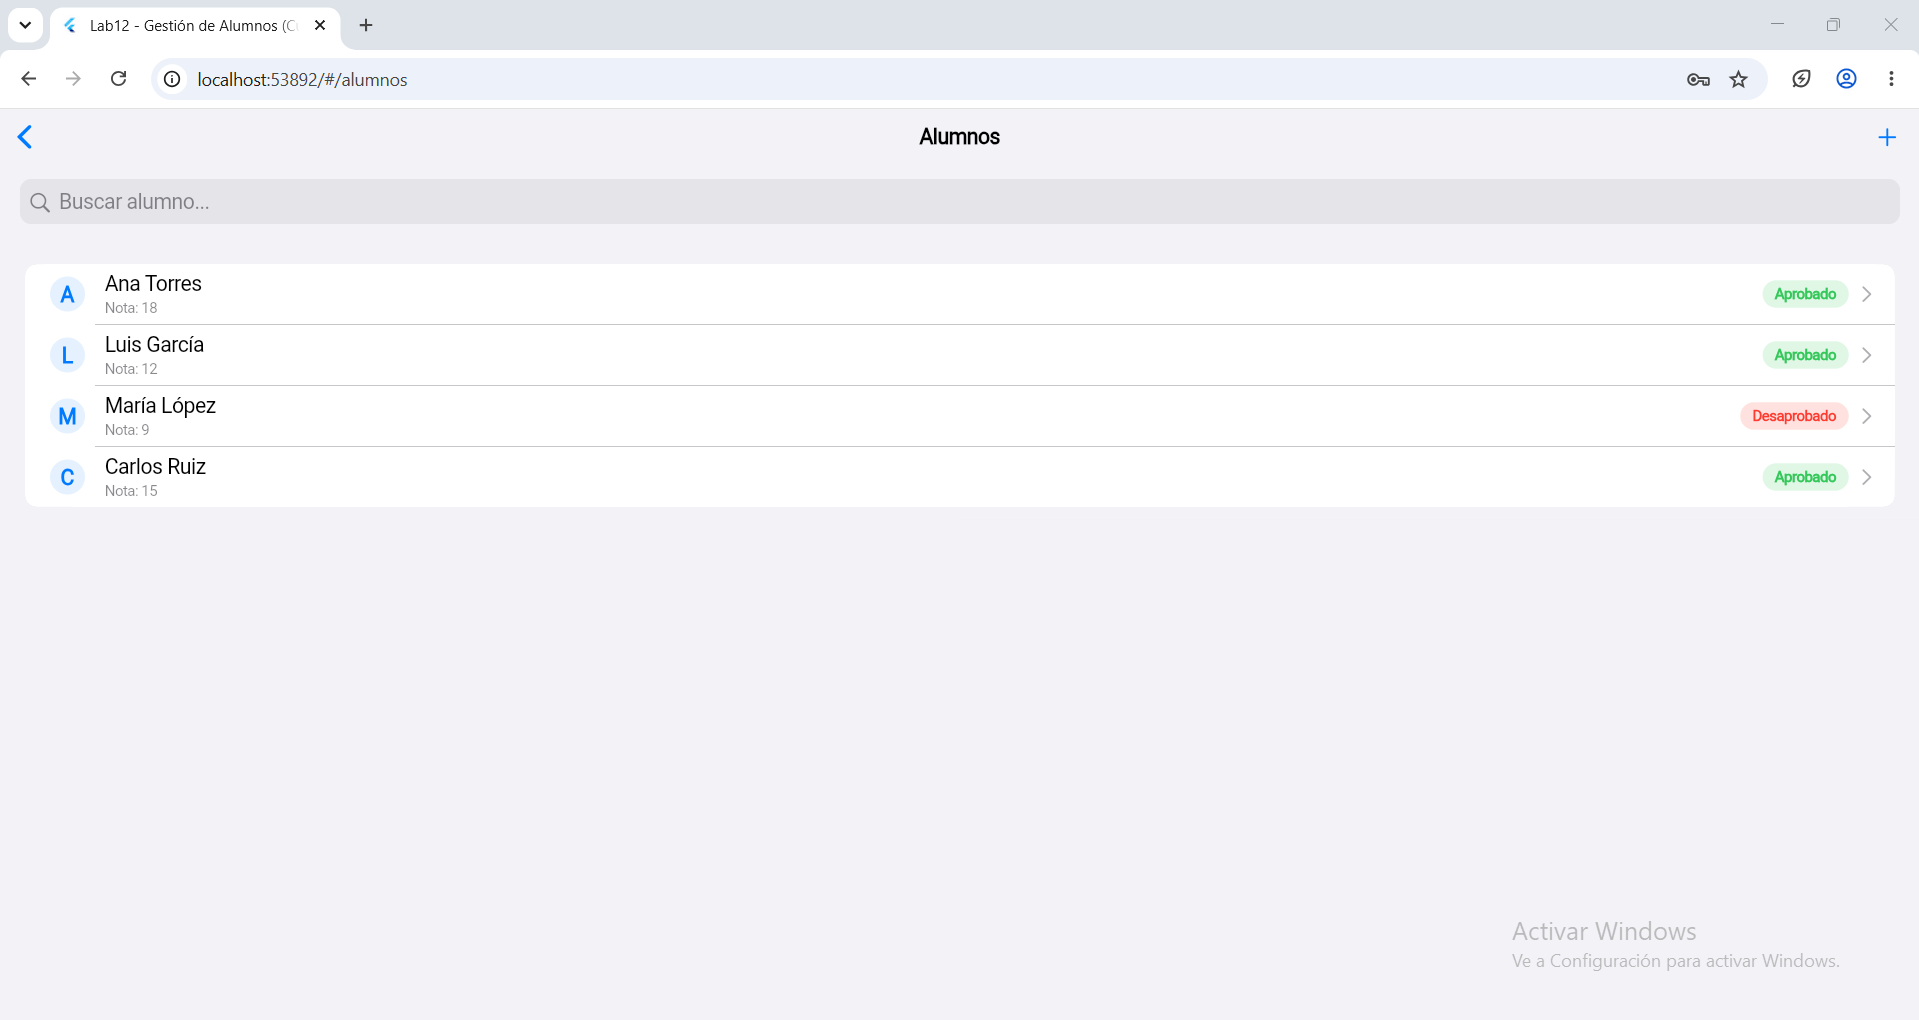 Lab12 - Gestión de Alumnos (C
localhost:53892/#/alumnos
Alumnos
Buscar alumno...
A
Ana Torres
Nota: 18
Aprobado
L
Luis García
Nota: 12
Aprobado
M
María López
Nota: 9
Desaprobado
C
Carlos Ruiz
Nota: 15
Aprobado
Activar Windows
Ve a Configuración para activar Windows.